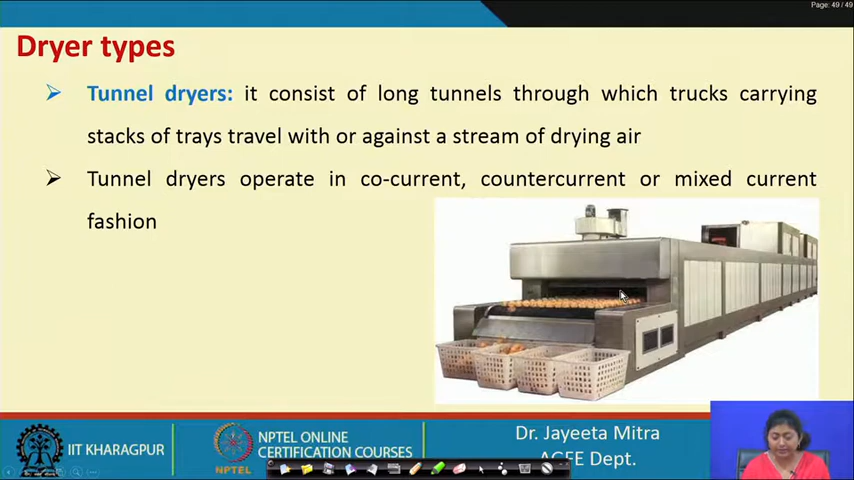 Page: 49 / 49
Dryer types
Tunnel dryers: it consist of long tunnels through which trucks carrying
stacks of trays travel with or against a stream of drying air
Tunnel dryers operate in co-current, countercurrent or mixed current
fashion
IIT KHARAGPUR
NPTEL
NPTEL ONLINE
CERTIFICATION COURSES
Dr. Jayeeta Mitra
AGFE Dept.